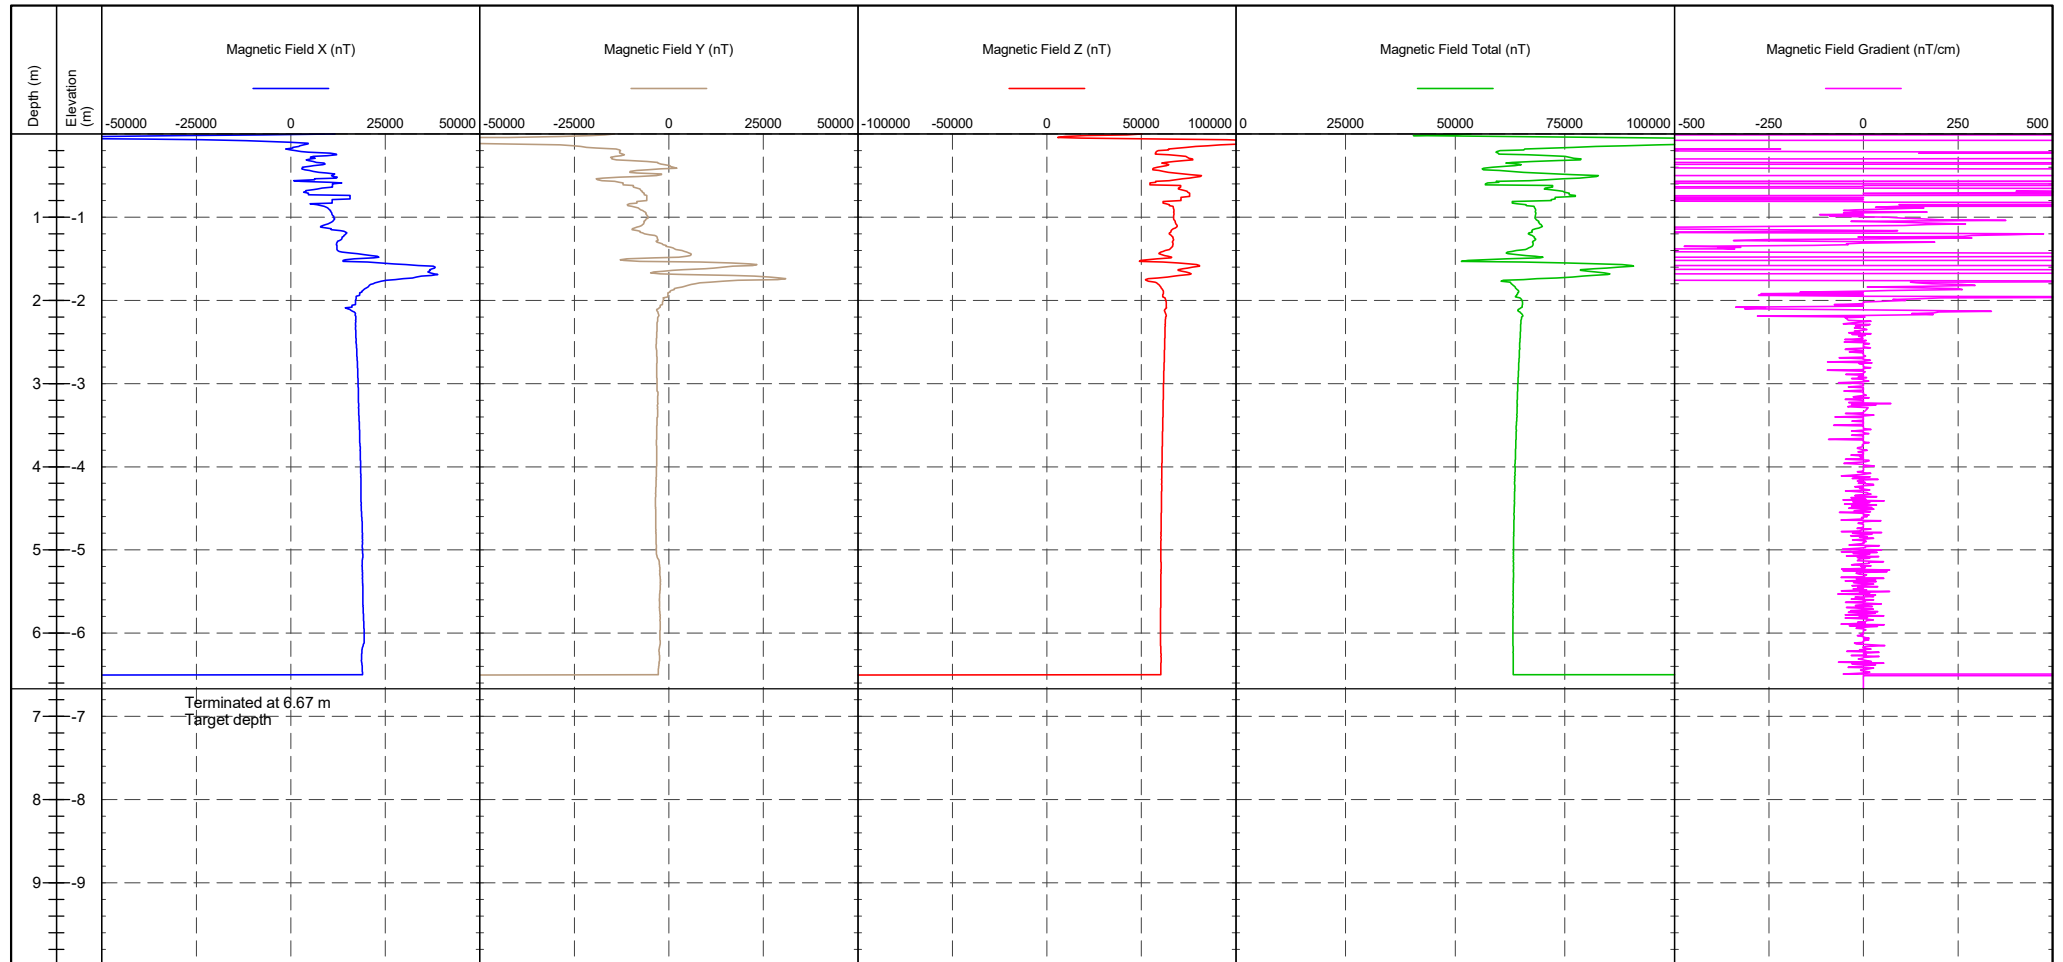 Magnetic Field X (nT)
Magnetic Field Y (nT)
Magnetic Field Z (nT)
Magnetic Field Total (nT)
Magnetic Field Gradient (nT/cm)
Depth (m)
Elevation
(m)
-50000 -25000 0 25000 50000
-50000 -25000 0 25000 50000
-100000 -50000 0 50000 100000
0 25000 50000 75000 100000
-500 -250 0 250 500
1 -1
2 -2
3 -3
4 -4
5 -5
6 -6
Terminated at 6.67 m
Target depth
7 -7
8 -8
9 -9